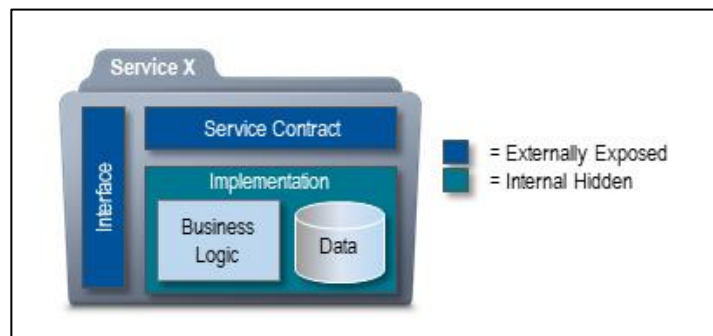 Service X
Interface
Service Contract
Implementation
Business
Logic
Data
= Externally Exposed
= Internal Hidden